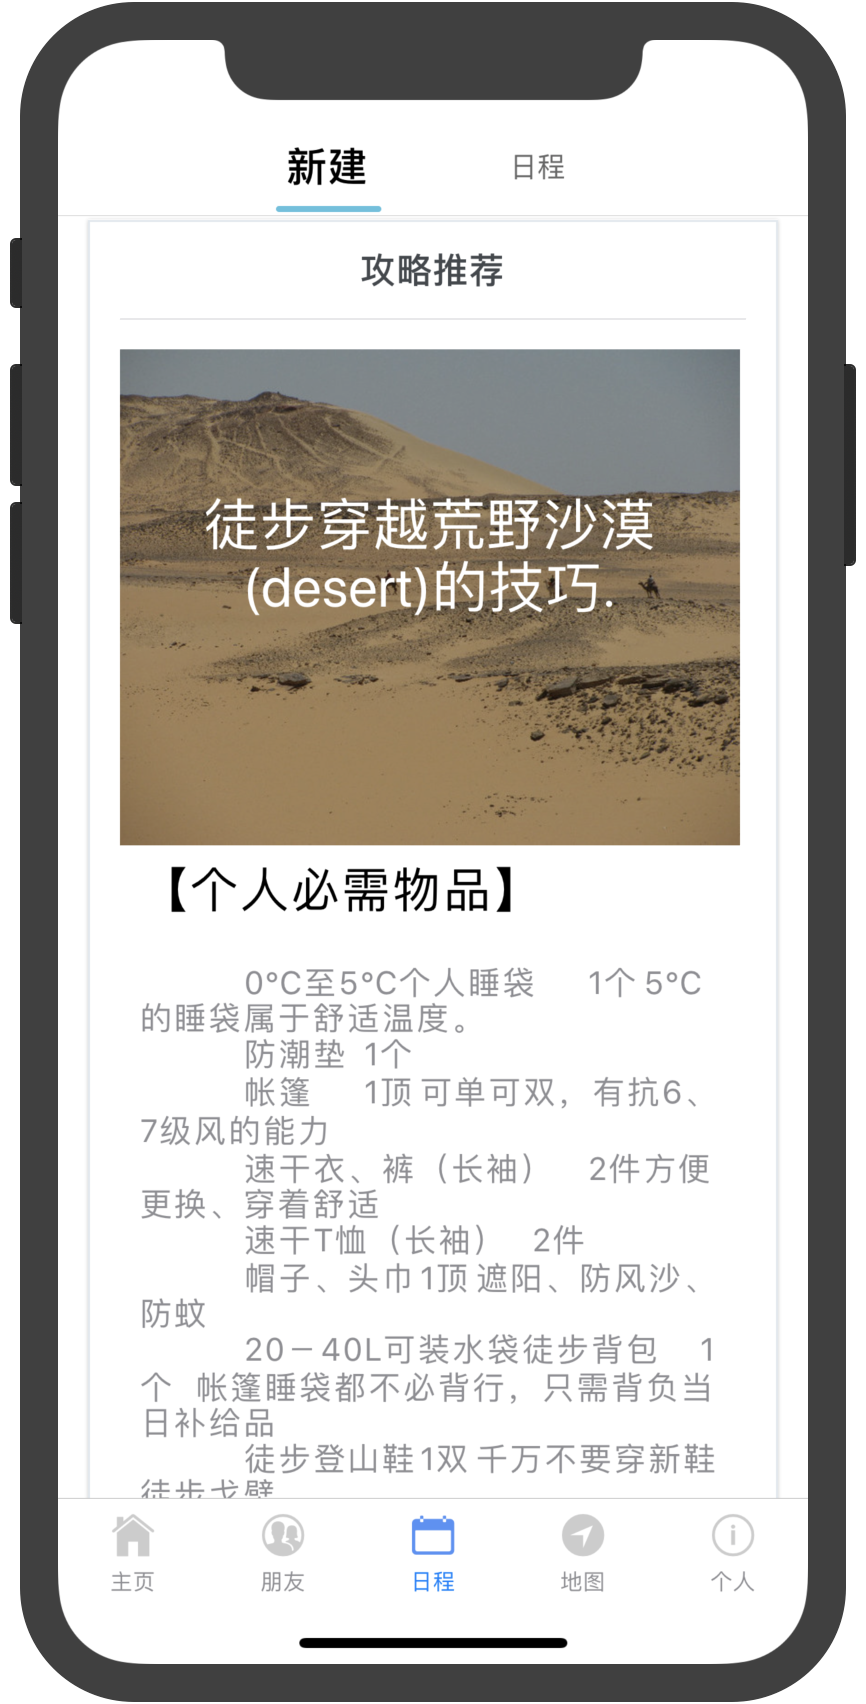 新建
日程
攻略推荐
徒步穿越荒野沙漠
(desert)的技巧.
【个人必需物品】
0°C至5°C个人睡袋 1个 5°C
的睡袋属于舒适温度。
防潮垫 1个
帐篷 1顶 可单可双，有抗6、
7级风的能力
速干衣、裤（长袖） 2件方便
更换、穿着舒适
速干T恤（长袖） 2件
帽子、头巾1顶 遮阳、防风沙、
防蚊
20－40L可装水袋徒步背包 1
个 帐篷睡袋都不必背行，只需背负当
日补给品
徒步登山鞋1双 千万不要穿新鞋
徒步戈壁
主页
朋友
日程
地图
个人